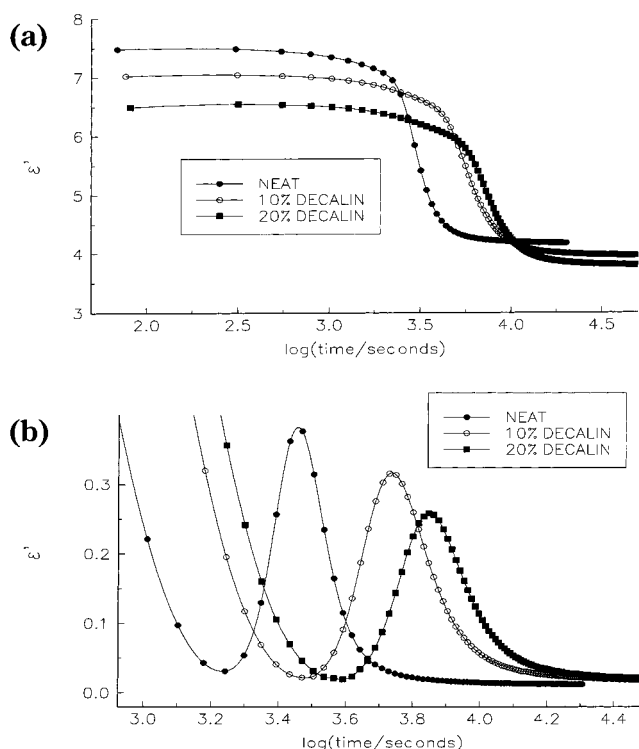 (a)
8
7
6
5
4
3
ε'
NEAT
10% DECALIN
20% DECALIN
2.0 2.5 3.0 3.5 4.0 4.5
log(time/seconds)
(b)
NEAT
10% DECALIN
20% DECALIN
0.3
0.2
0.1
0.0
ε"
3.0 3.2 3.4 3.6 3.8 4.0 4.2 4.4
log(time/seconds)